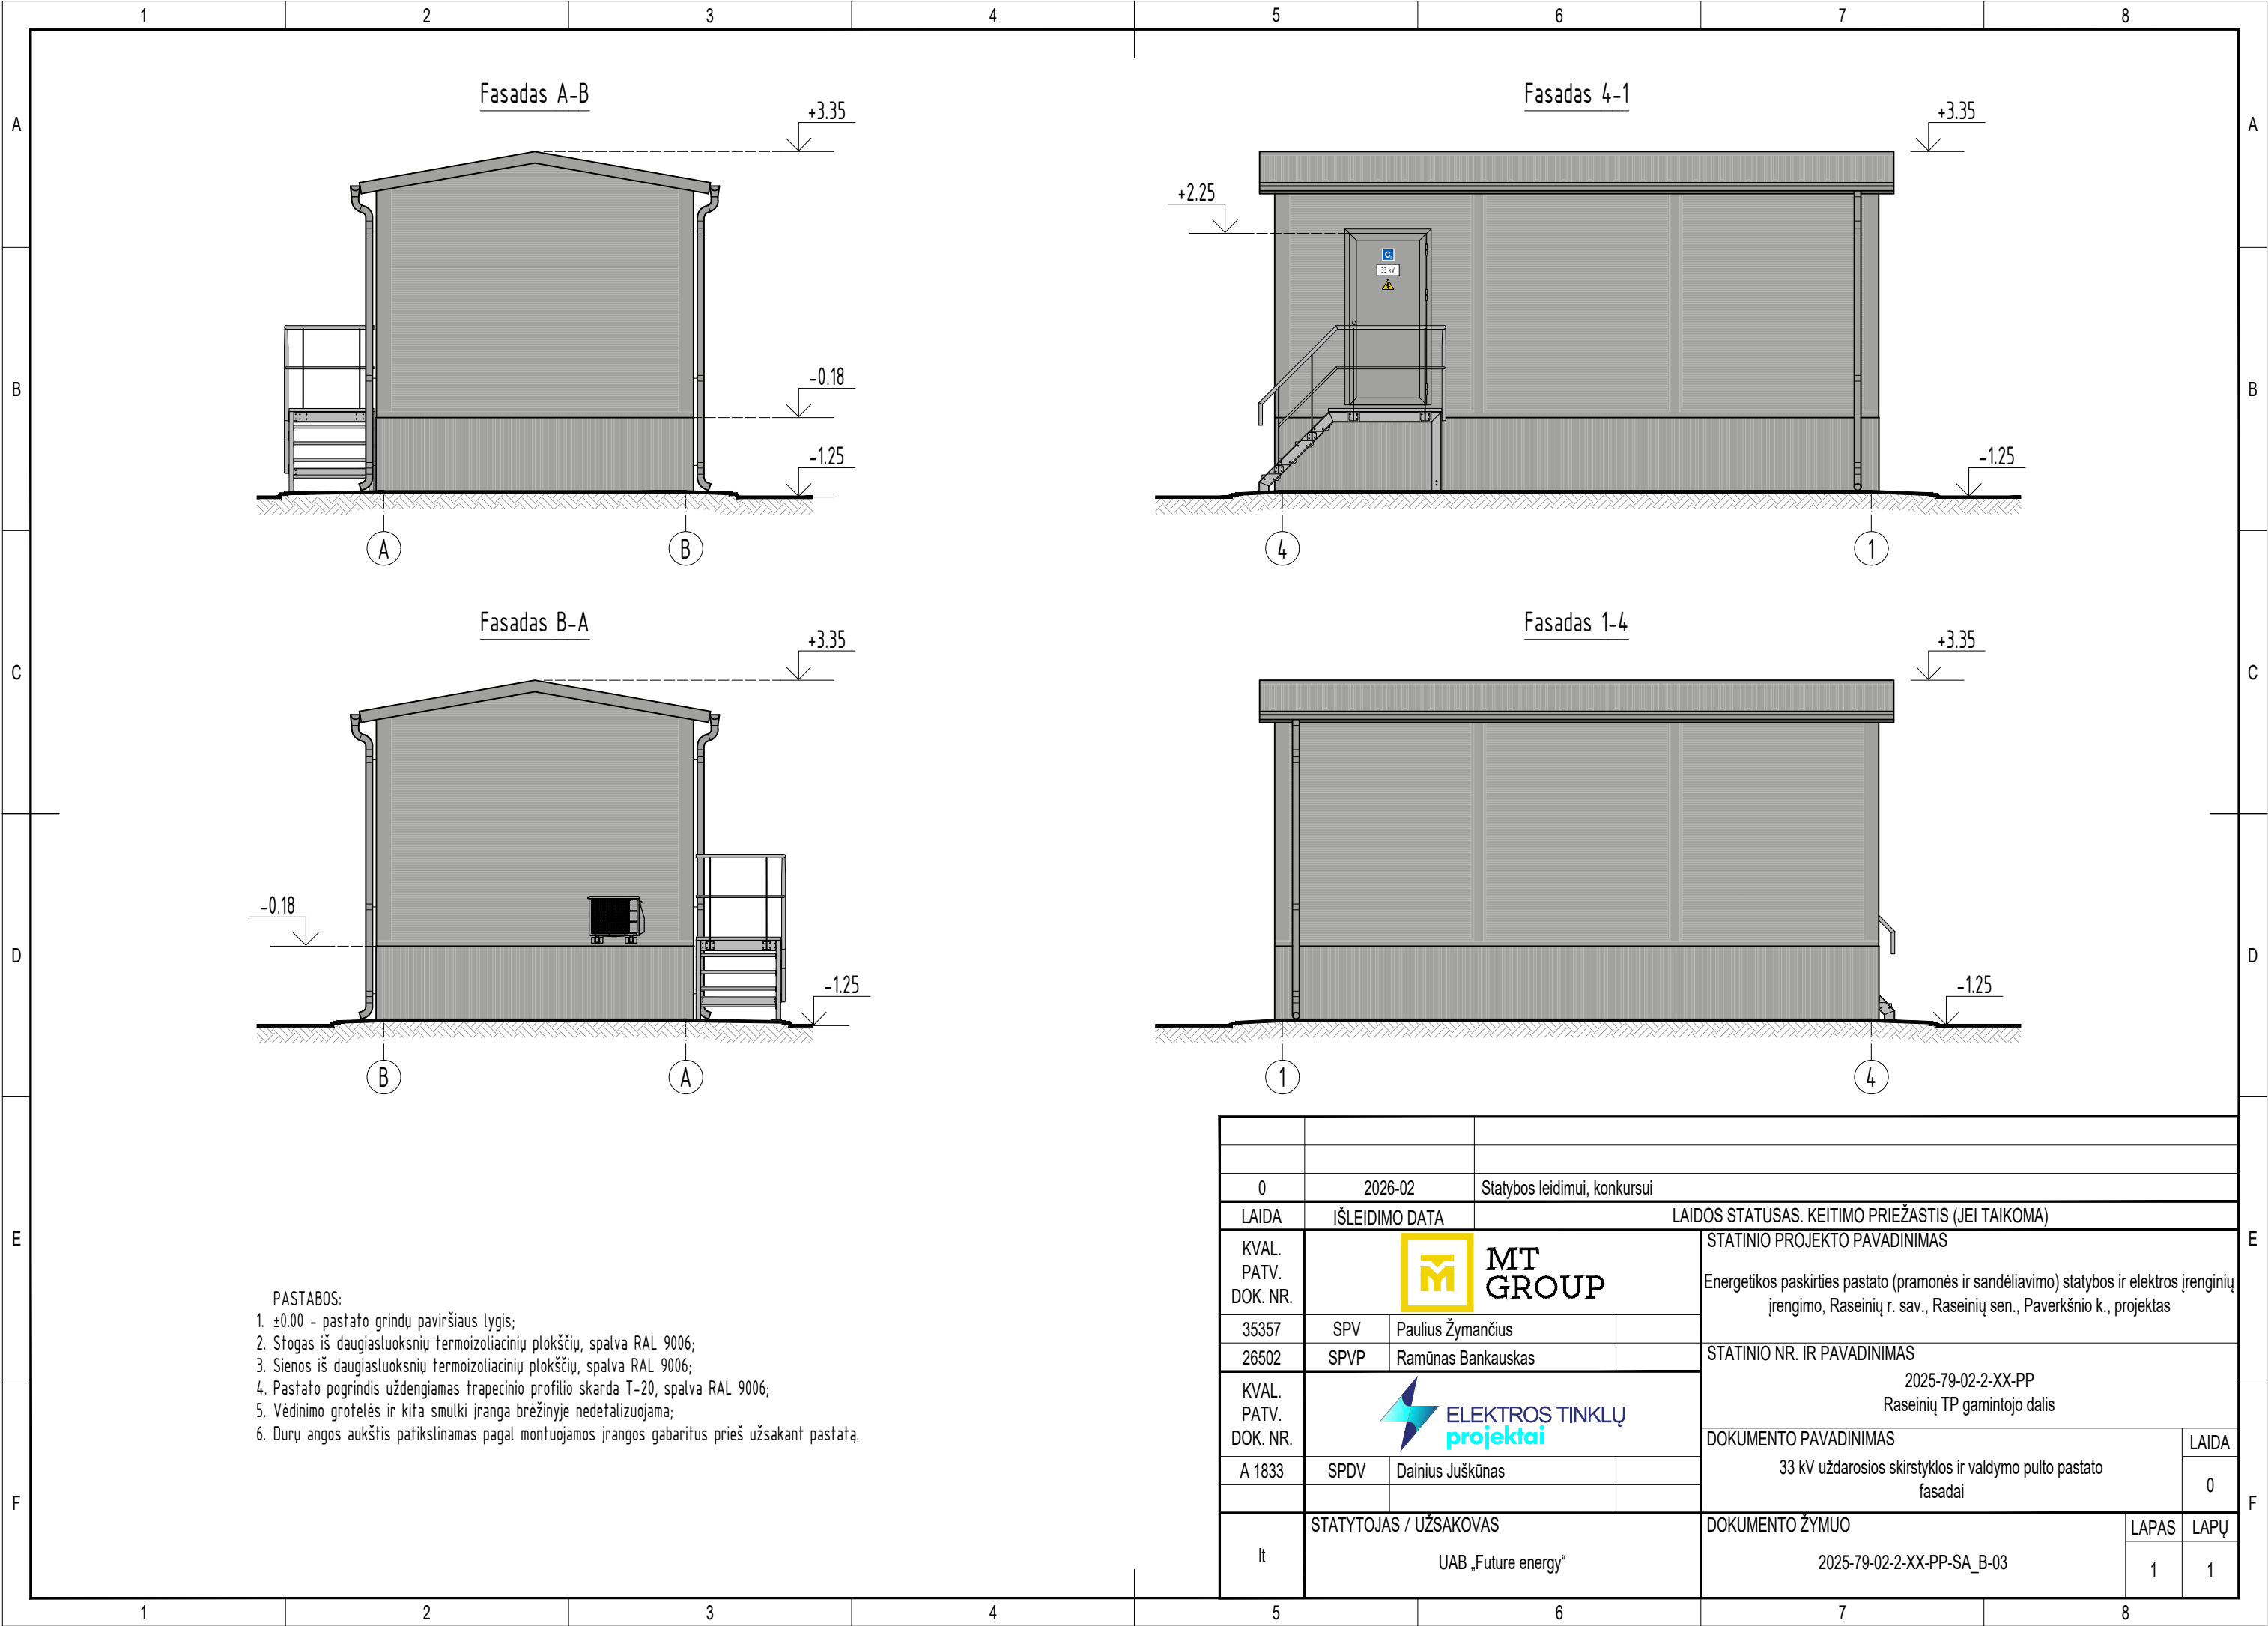 1 2 3 4 5 6 7 8
A A
B B
C C
D D
E E
F F
Fasadas A-B
+3.35
-0.18
-1.25
A B
Fasadas 4-1
+3.35
+2.25
C
33 kV
-1.25
4 1
Fasadas B-A
+3.35
-0.18
-1.25
B A
Fasadas 1-4
+3.35
-1.25
1 4
PASTABOS:
1. ±0.00 - pastato grindų paviršiaus lygis;
2. Stogas iš daugiasluoksnių termoizoliacinių plokščių, spalva RAL 9006;
3. Sienos iš daugiasluoksnių termoizoliacinių plokščių, spalva RAL 9006;
4. Pastato pogrindis uždengiamas trapecinio profilio skarda T-20, spalva RAL 9006;
5. Vėdinimo grotelės ir kita smulki įranga brėžinyje nedetalizuojama;
6. Durų angos aukštis patikslinamas pagal montuojamos įrangos gabaritus prieš užsakant pastatą.
0 2026-02 Statybos leidimui, konkursui
LAIDA IŠLEIDIMO DATA LAIDOS STATUSAS. KEITIMO PRIEŽASTIS (JEI TAIKOMA)
KVAL.
PATV.
DOK. NR.
MT
GROUP
35357 SPV Paulius Žymančius
26502 SPVP Ramūnas Bankauskas
STATINIO PROJEKTO PAVADINIMAS
Energetikos paskirties pastato (pramonės ir sandėliavimo) statybos ir elektros įrenginių
įrengimo, Raseinių r. sav., Raseinių sen., Paverkšnio k., projektas
STATINIO NR. IR PAVADINIMAS
2025-79-02-2-XX-PP
Raseinių TP gamintojo dalis
KVAL.
PATV.
DOK. NR.
ELEKTROS TINKLŲ
projektai
A 1833 SPDV Dainius Juškūnas
DOKUMENTO PAVADINIMAS
33 kV uždarosios skirstyklos ir valdymo pulto pastato
fasadai
LAIDA
0
lt
STATYTOJAS / UŽSAKOVAS
UAB „Future energy“
DOKUMENTO ŽYMUO
2025-79-02-2-XX-PP-SA_B-03
LAPAS LAPŲ
1 1
1 2 3 4 5 6 7 8